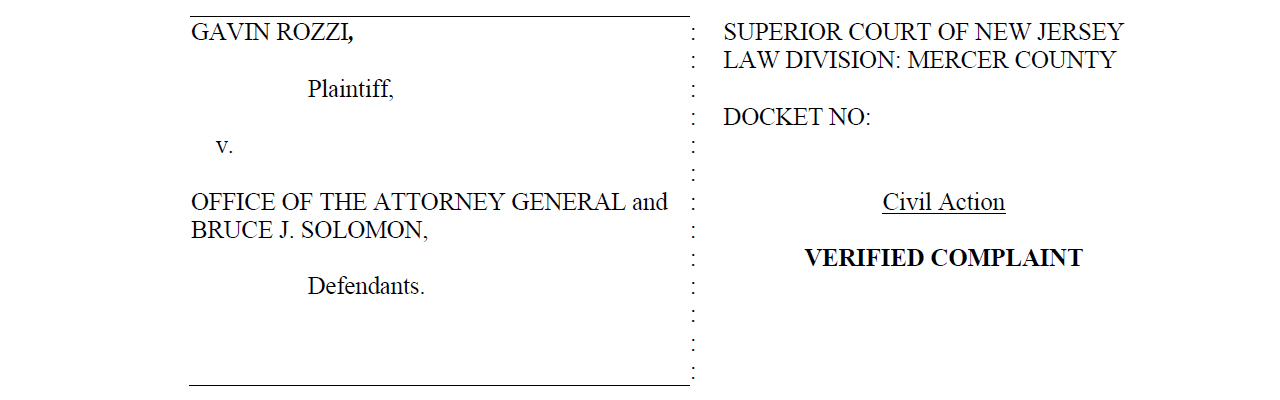 GAVIN ROZZI,
Plaintiff,
v.
OFFICE OF THE ATTORNEY GENERAL and
BRUCE J. SOLOMON,
Defendants.
:
:
:
:
:
:
:
:
:
:
:
:
:
SUPERIOR COURT OF NEW JERSEY
LAW DIVISION: MERCER COUNTY
DOCKET NO:
Civil Action
VERIFIED COMPLAINT